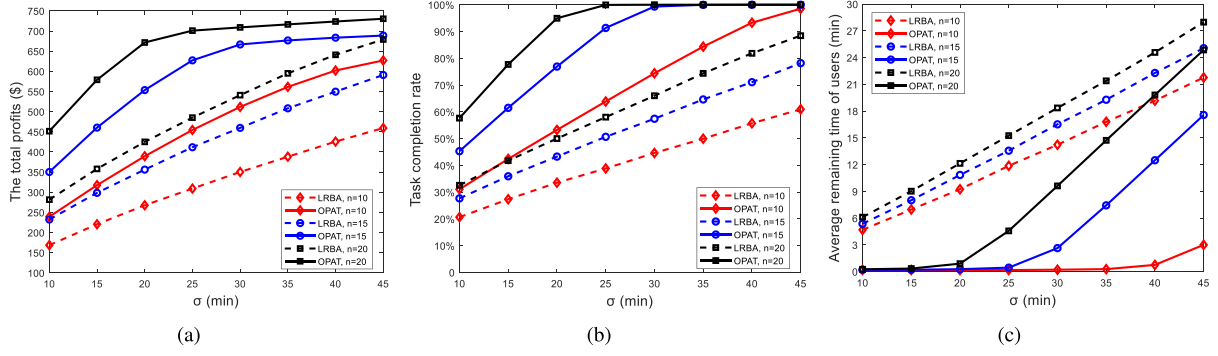 The total profits ($)
750
700
650
600
550
500
450
400
350
300
250
200
150
100
10 15 20 25 30 35 40 45
σ (min)
LRBA, n=10
OPAT, n=10
LRBA, n=15
OPAT, n=15
LRBA, n=20
OPAT, n=20
(a)
Task completion rate
100%
90%
80%
70%
60%
50%
40%
30%
20%
10%
0
10 15 20 25 30 35 40 45
σ (min)
LRBA, n=10
OPAT, n=10
LRBA, n=15
OPAT, n=15
LRBA, n=20
OPAT, n=20
(b)
Average remaining time of users (min)
30
27
24
21
18
15
12
9
6
3
0
10 15 20 25 30 35 40 45
σ (min)
LRBA, n=10
OPAT, n=10
LRBA, n=15
OPAT, n=15
LRBA, n=20
OPAT, n=20
(c)